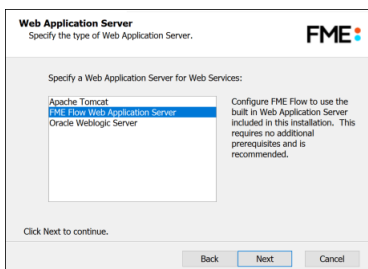 Web Application Server
Specify the type of Web Application Server.
FME
Specify a Web Application Server for Web Services:
Apache Tomcat
FME Flow Web Application Server
Oracle Weblogic Server
Configure FME Flow to use the
built in Web Application Server
included in this installation. This
requires no additional
prerequisites and is
recommended.
Click Next to continue.
Back
Next
Cancel